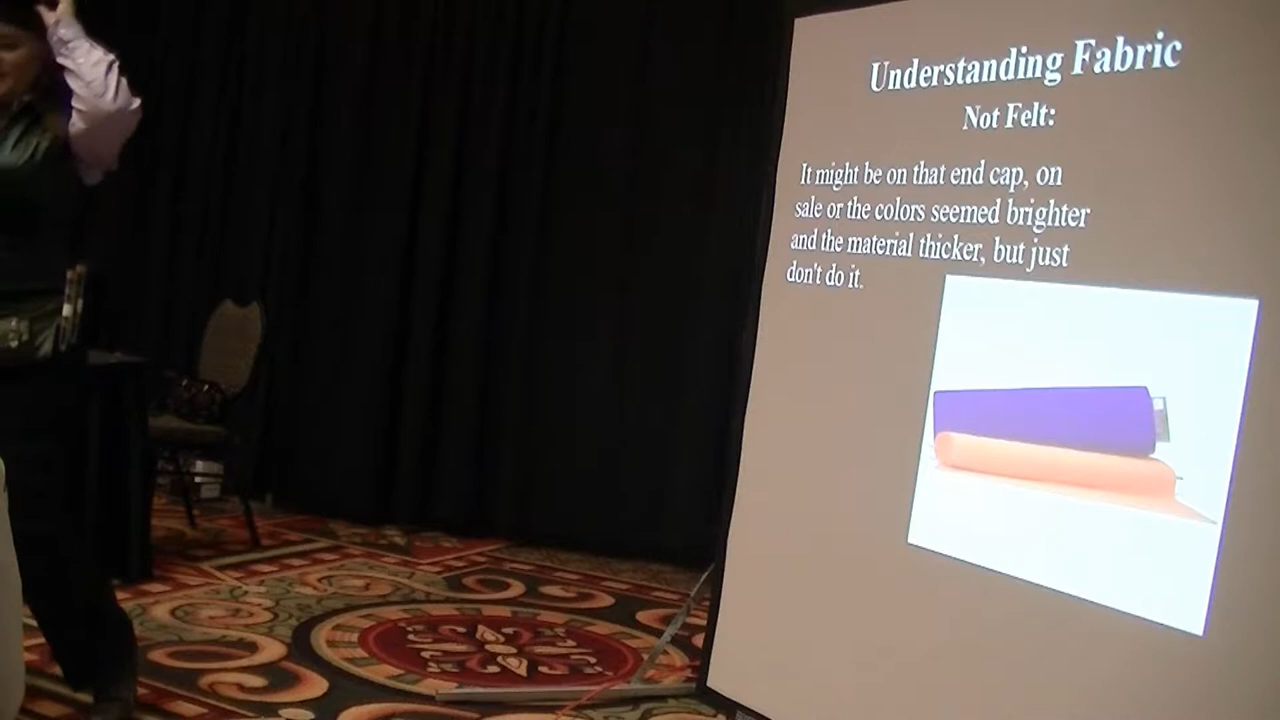 Understanding Fabric
Not Felt:
It might be on that end cap, on
sale or the colors seemed brighter
and the material thicker, but just
don't do it.